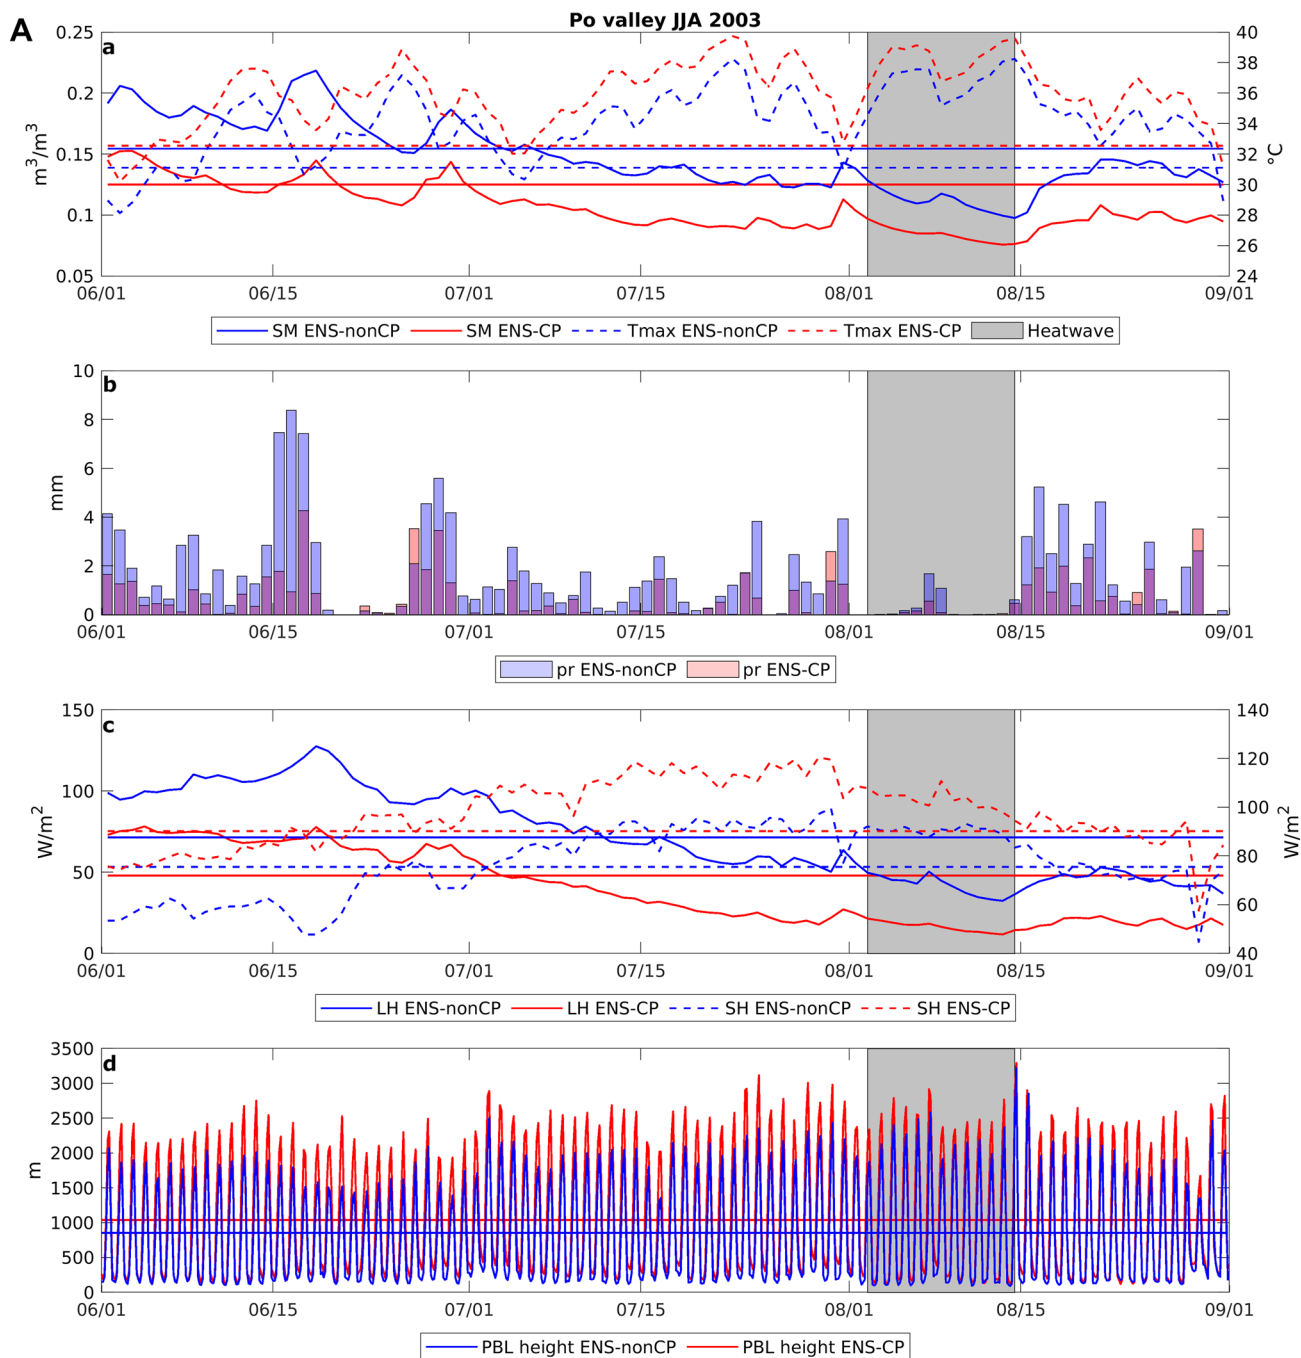 A
Po valley JJA 2003
a
0.25
0.2
0.15
0.1
0.05
m³/m³
40
38
36
34
32
30
28
26
24
°C
06/01 06/15 07/01 07/15 08/01 08/15 09/01
SM ENS-nonCP SM ENS-CP Tmax ENS-nonCP Tmax ENS-CP Heatwave
b
10
8
6
4
2
0
mm
06/01 06/15 07/01 07/15 08/01 08/15 09/01
pr ENS-nonCP pr ENS-CP
c
150
100
50
0
W/m²
140
120
100
80
60
40
W/m²
06/01 06/15 07/01 07/15 08/01 08/15 09/01
LH ENS-nonCP LH ENS-CP SH ENS-nonCP SH ENS-CP
d
3500
3000
2500
2000
1500
1000
500
0
m
06/01 06/15 07/01 07/15 08/01 08/15 09/01
PBL height ENS-nonCP PBL height ENS-CP